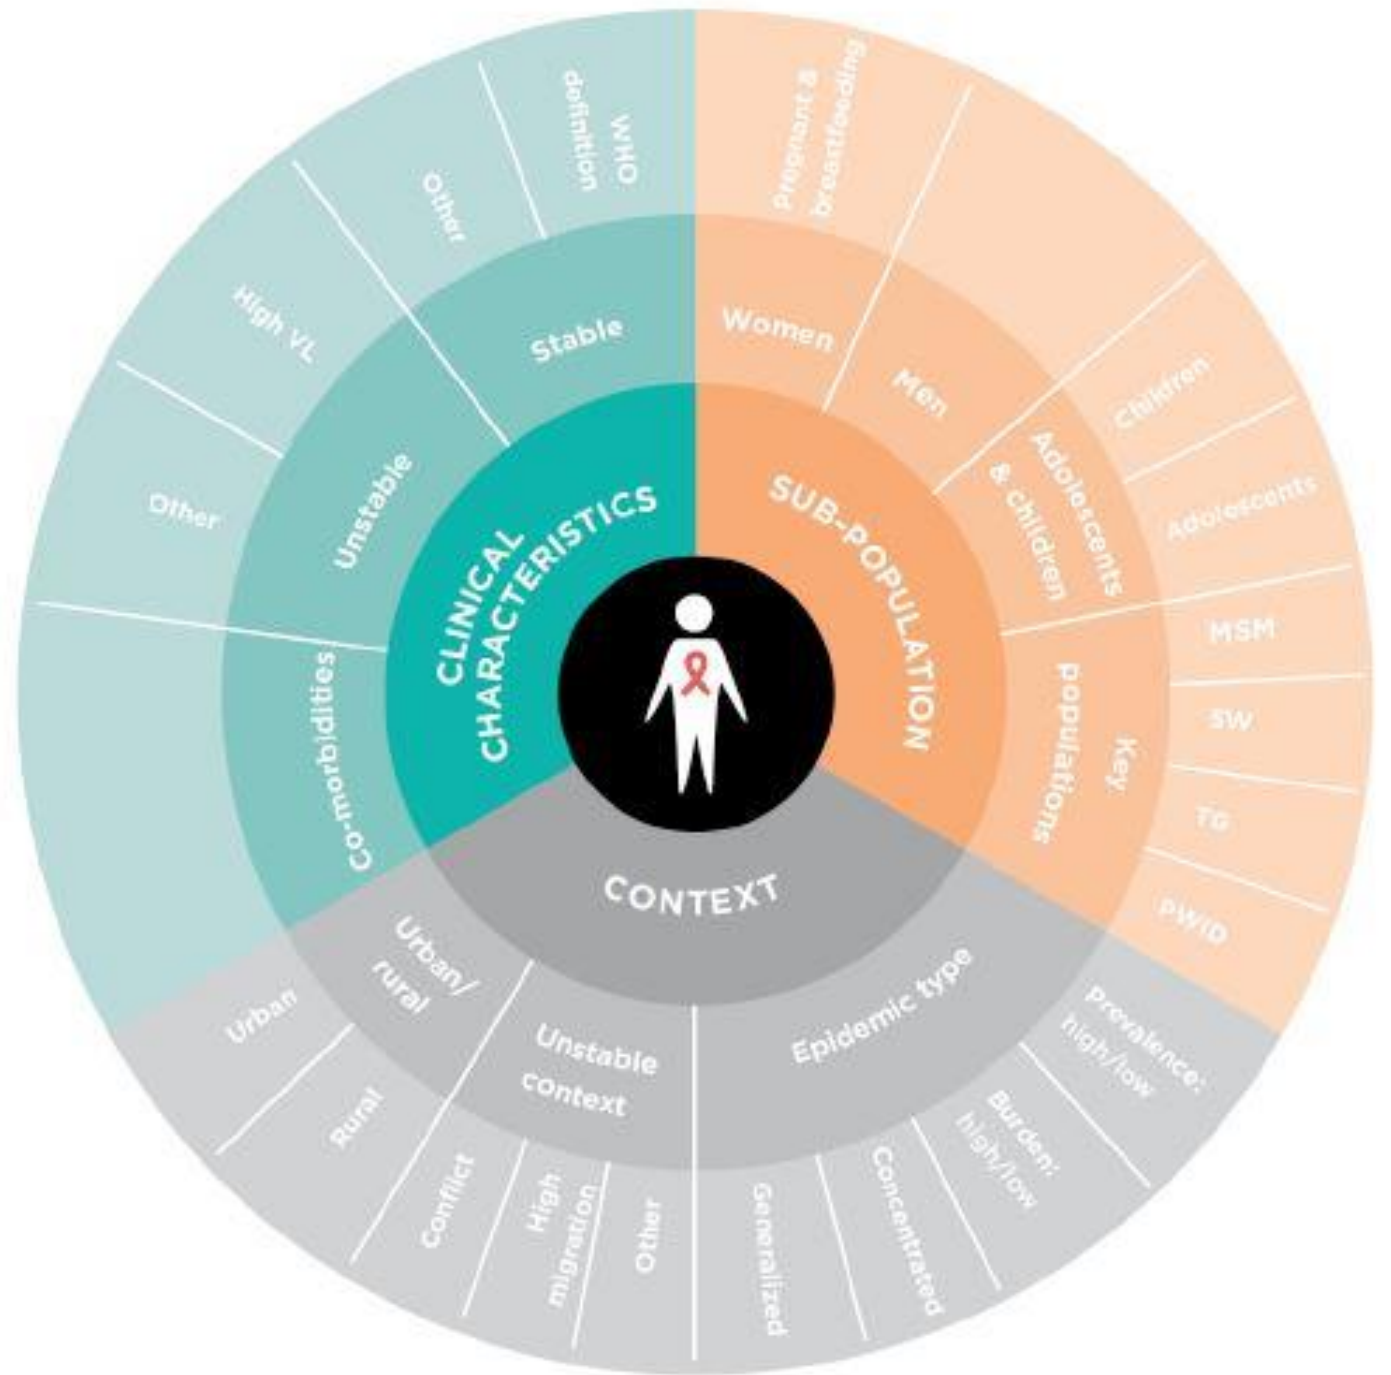 CLINICAL
CHARACTERISTICS
Stable
WHO
definition
Other
Unstable
High VL
Other
Co-morbidities
SUB-POPULATION
Women
Pregnant &
breastfeeding
Men
Adolescents
& children
Children
Adolescents
Key
populations
MSM
SW
TG
PWID
CONTEXT
Epidemic type
Prevalence:
high/low
Burden:
high/low
Concentrated
Generalized
Unstable
context
Other
High
migration
Conflict
Urban/
rural
Rural
Urban